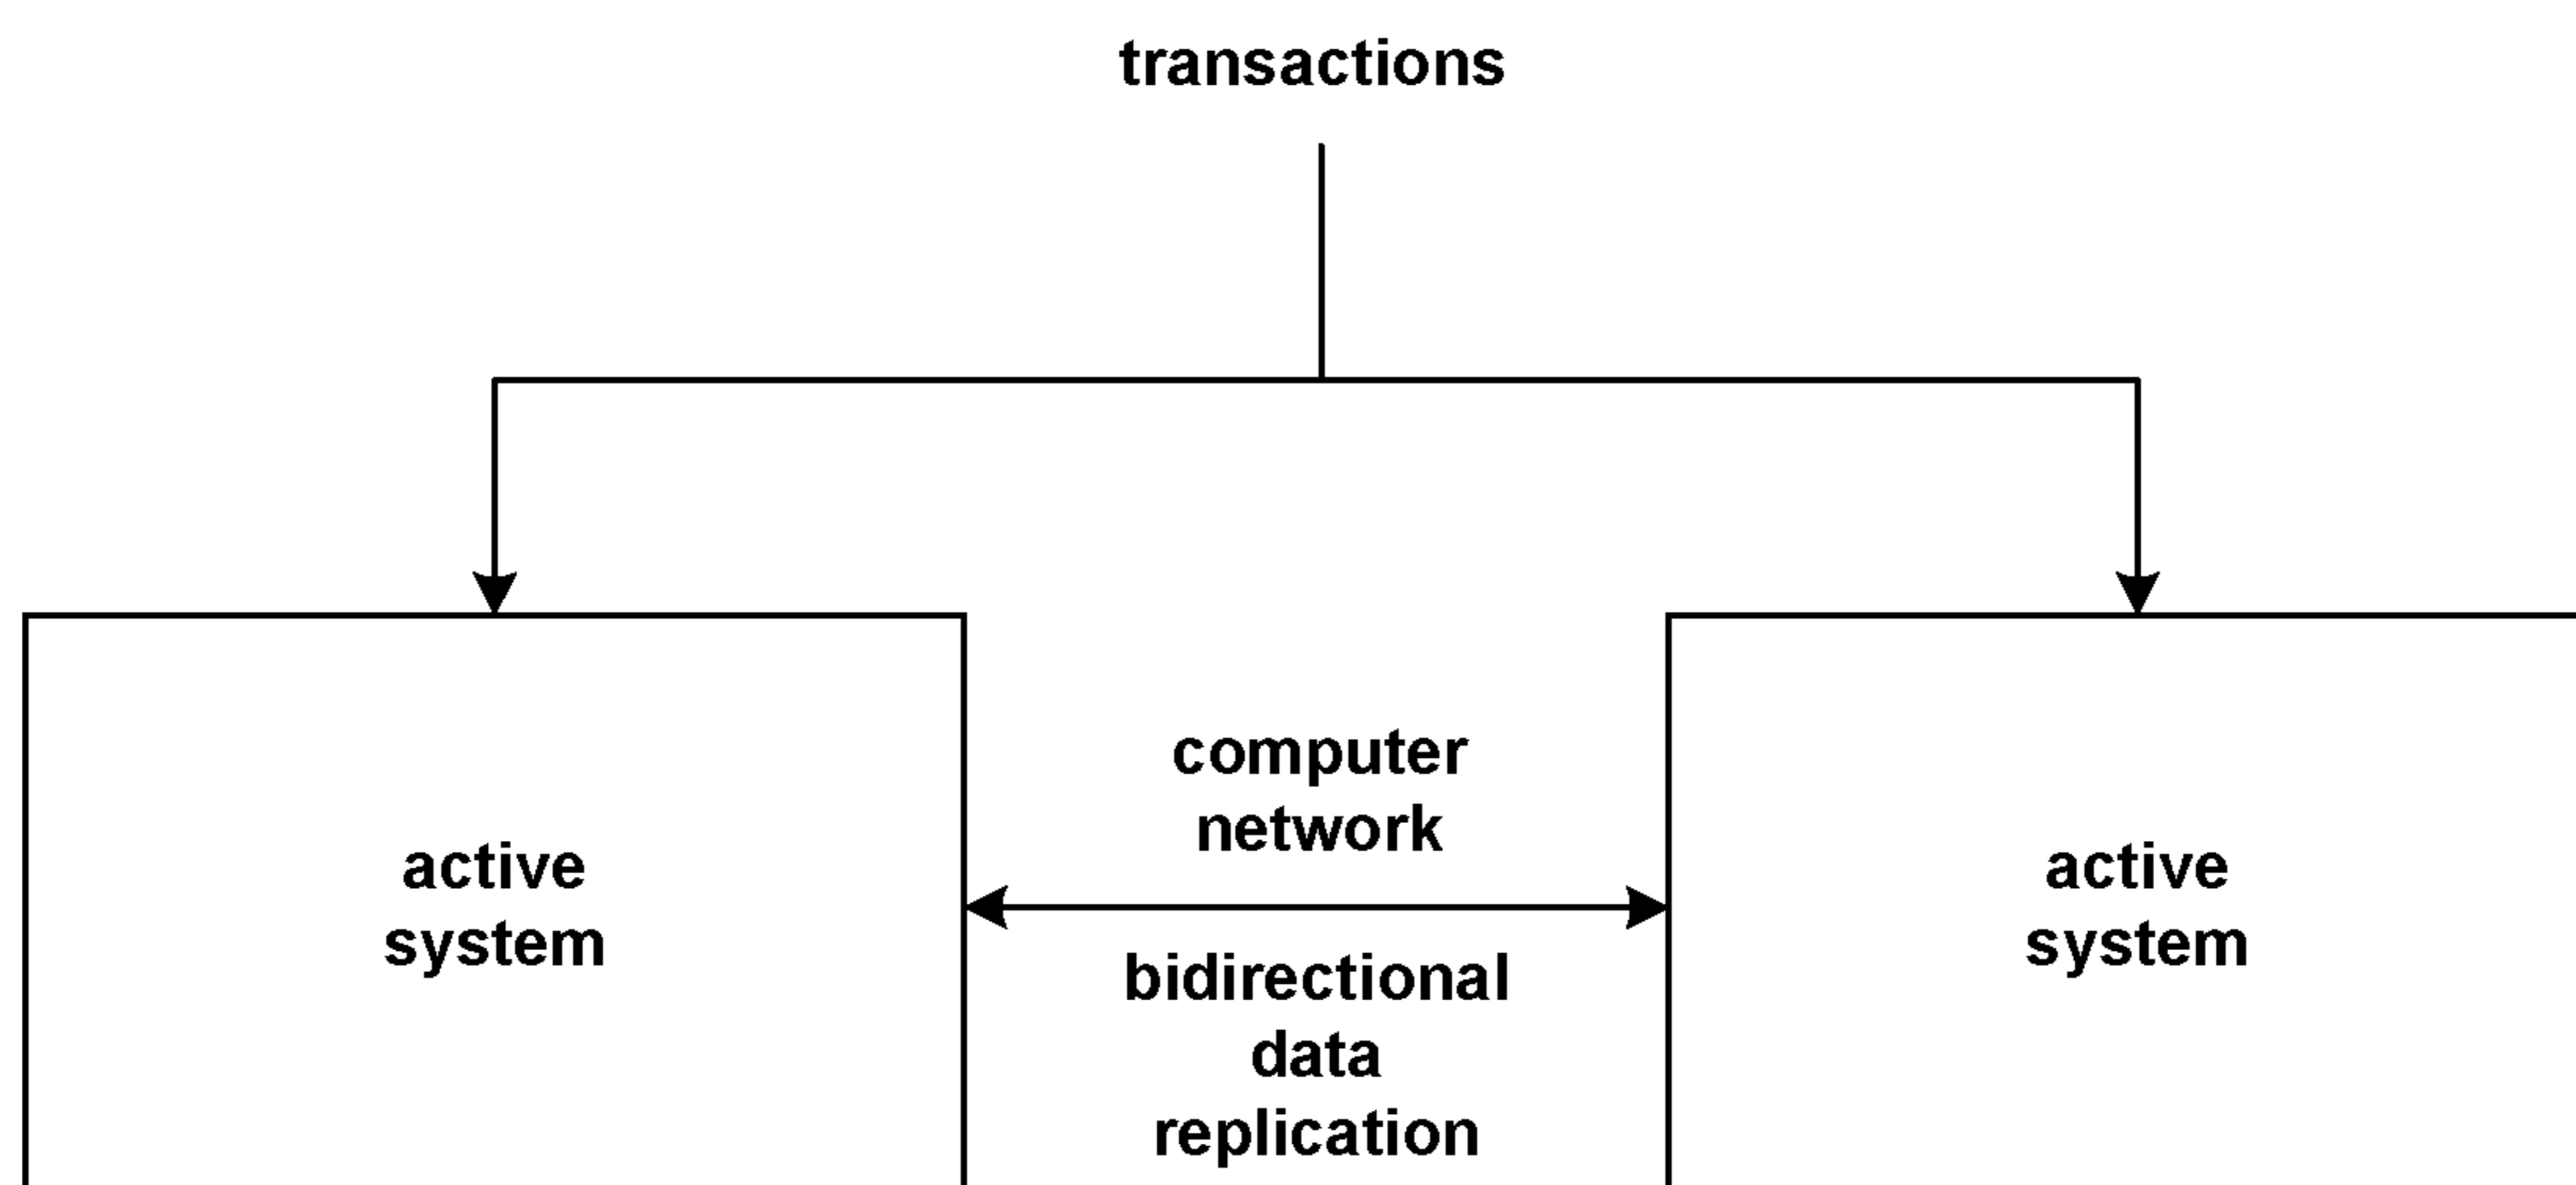 transactions
computer
network
active
system
active
system
bidirectional
data
replication